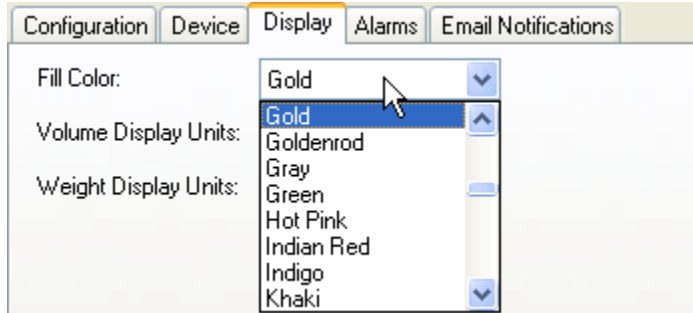 Configuration Device Display Alarms Email Notifications
Fill Color: Gold
Gold
Volume Display Units:
Goldenrod
Gray
Weight Display Units:
Green
Hot Pink
Indian Red
Indigo
Khaki